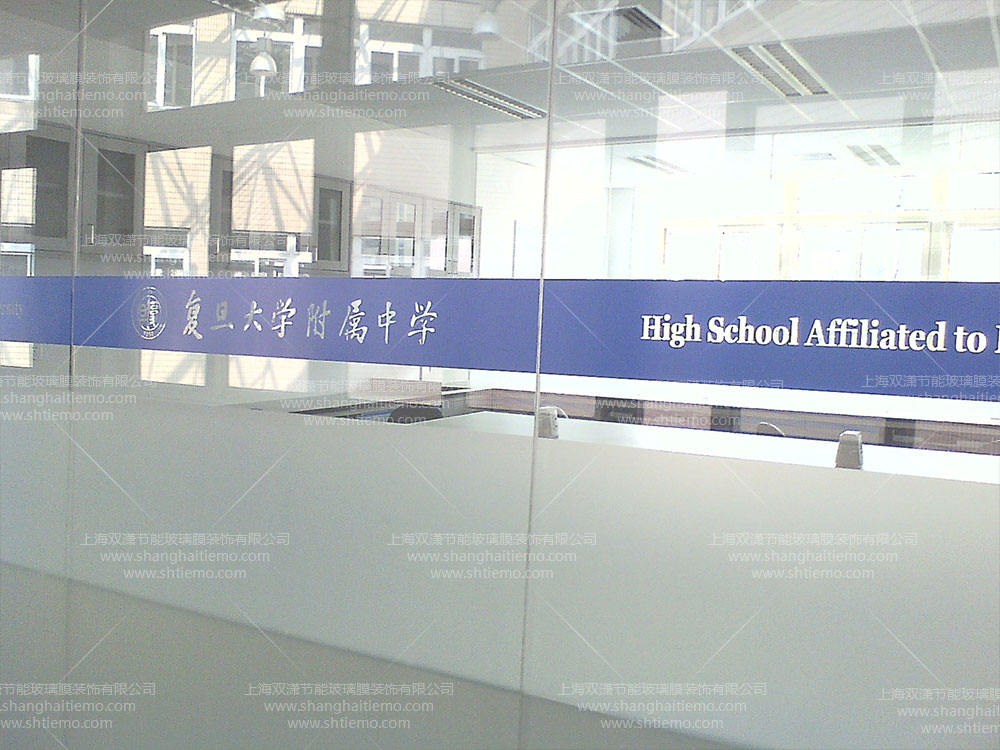 复旦大学附属中学
High School Affiliated to
上海双潇节能玻璃膜装饰有限公司
www.shanghaitiemo.com
www.shtiemo.com